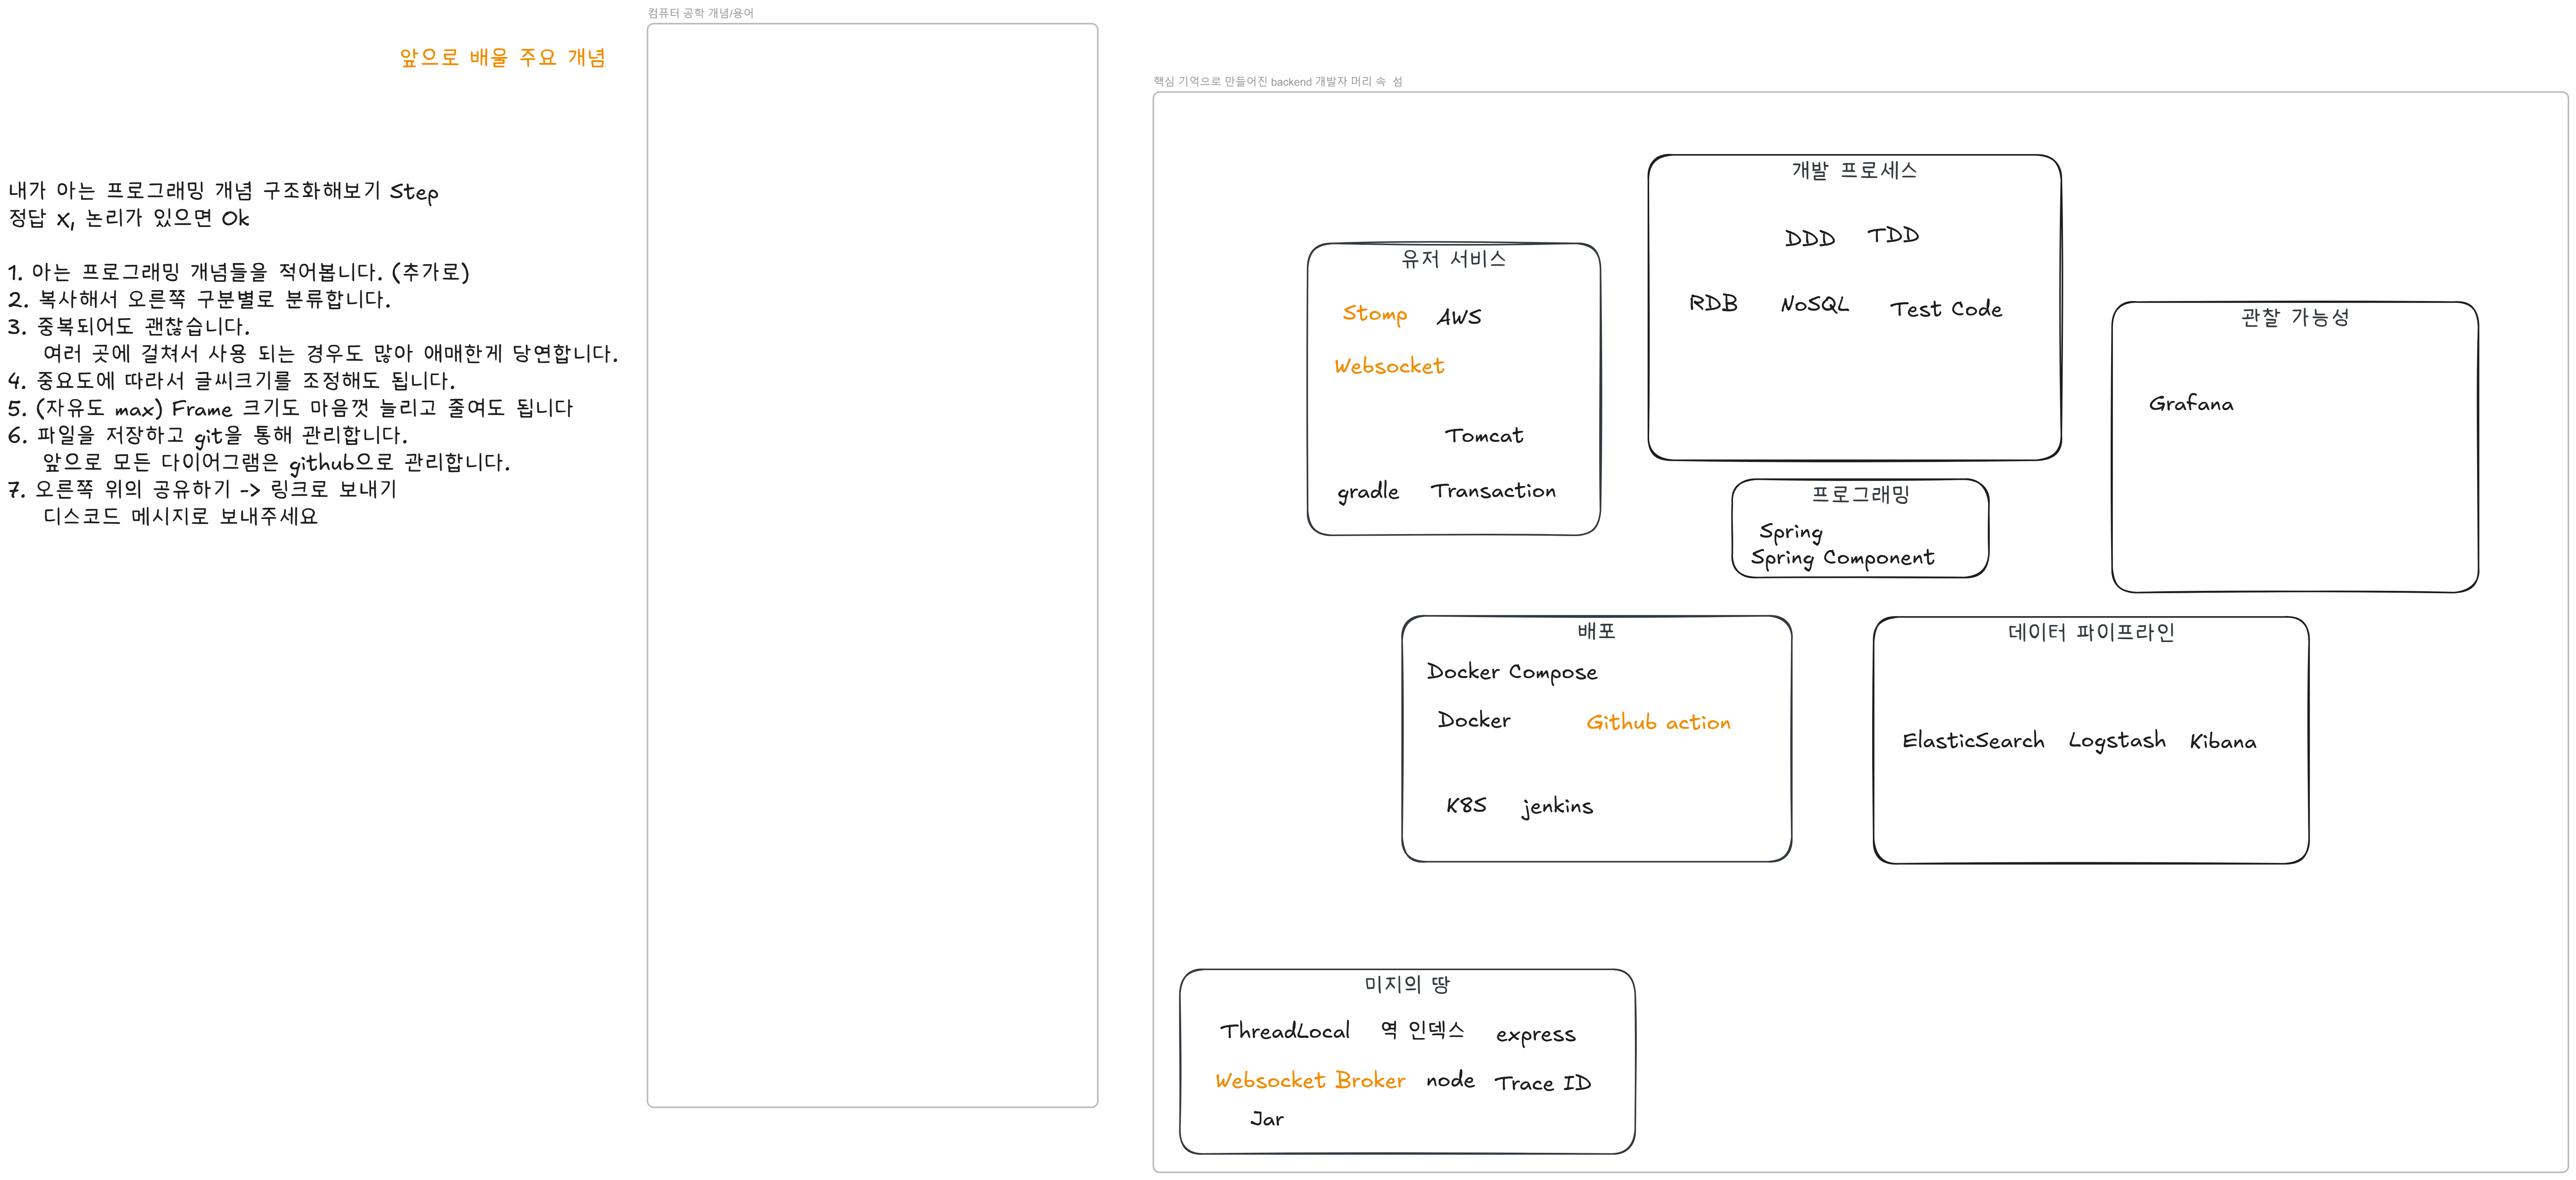 컴퓨터 공학 개념/용어
앞으로 배울 주요 개념
내가 아는 프로그래밍 개념 구조화해보기 Step
정답 X, 논리가 있으면 Ok
1. 아는 프로그래밍 개념들을 적어봅니다. (추가로)
2. 복사해서 오른쪽 구분별로 분류합니다.
3. 중복되어도 괜찮습니다.
여러 곳에 걸쳐서 사용 되는 경우도 많아 애매한게 당연합니다.
4. 중요도에 따라서 글씨크기를 조정해도 됩니다.
5. (자유도 max) Frame 크기도 마음껏 늘리고 줄여도 됩니다
6. 파일을 저장하고 git을 통해 관리합니다.
앞으로 모든 다이어그램은 github으로 관리합니다.
7. 오른쪽 위의 공유하기 -> 링크로 보내기
디스코드 메시지로 보내주세요
핵심 기억으로 만들어진 backend 개발자 머리 속 섬
유저 서비스
Stomp AWS
Websocket
Tomcat
gradle Transaction
개발 프로세스
DDD TDD
RDB NoSQL Test Code
프로그래밍
Spring
Spring Component
관찰 가능성
Grafana
배포
Docker Compose
Docker Github action
K8S jenkins
데이터 파이프라인
ElasticSearch Logstash Kibana
미지의 땅
ThreadLocal 역 인덱스 express
Websocket Broker node Trace ID
Jar